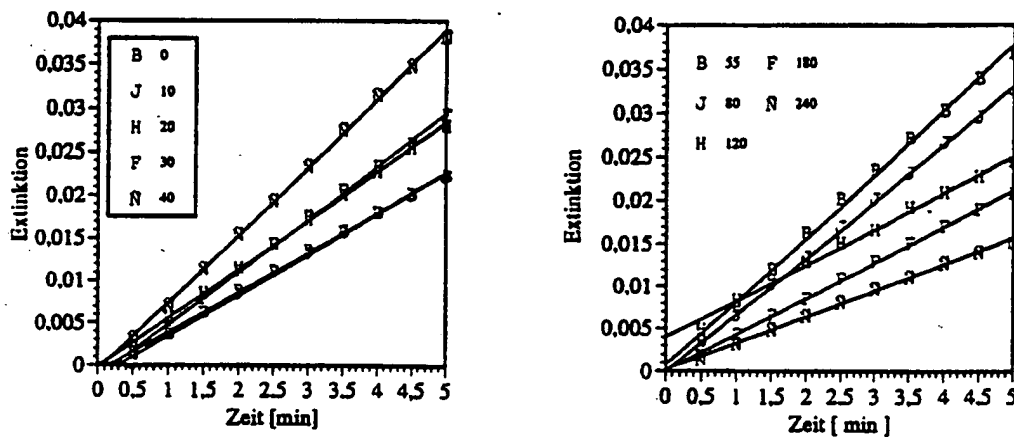 0,04
0,035
0,03
0,025
0,02
0,015
0,01
0,005
0
Extinktion
B 0
J 10
H 20
F 30
Ñ 40
0 0,5 1 1,5 2 2,5 3 3,5 4 4,5 5
Zeit [min]
0,04
0,035
0,03
0,025
0,02
0,015
0,01
0,005
0
Extinktion
B 55 F 180
J 80 Ñ 240
H 120
0 0,5 1 1,5 2 2,5 3 3,5 4 4,5 5
Zeit [ min ]